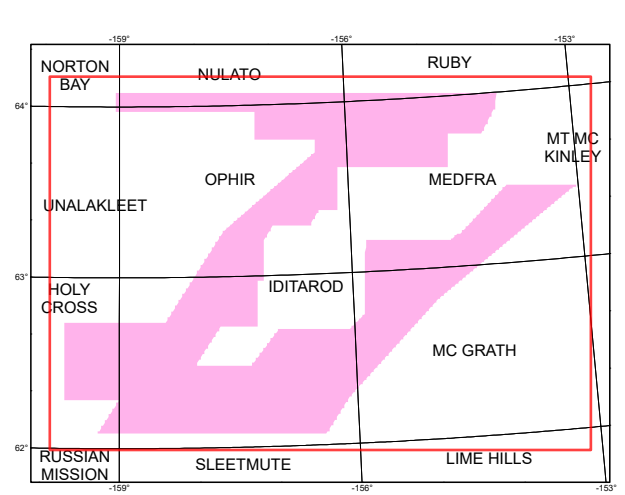 -159° -156° -153°
NORTON
BAY
NULATO
RUBY
64°
MT MC
KINLEY
OPHIR
MEDFRA
UNALAKLEET
63°
HOLY
CROSS
IDITAROD
MC GRATH
62°
RUSSIAN
MISSION
SLEETMUTE
LIME HILLS
-159° -156° -153°